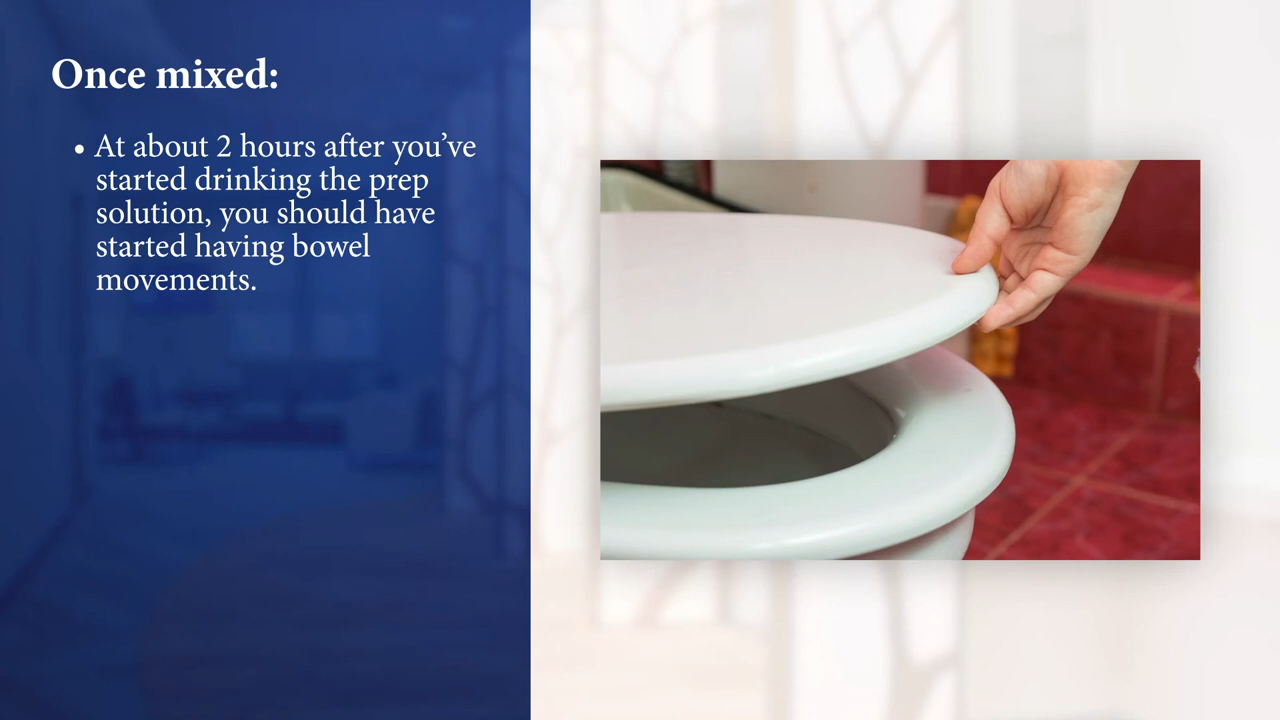 Once mixed:
• At about 2 hours after you’ve
started drinking the prep
solution, you should have
started having bowel
movements.